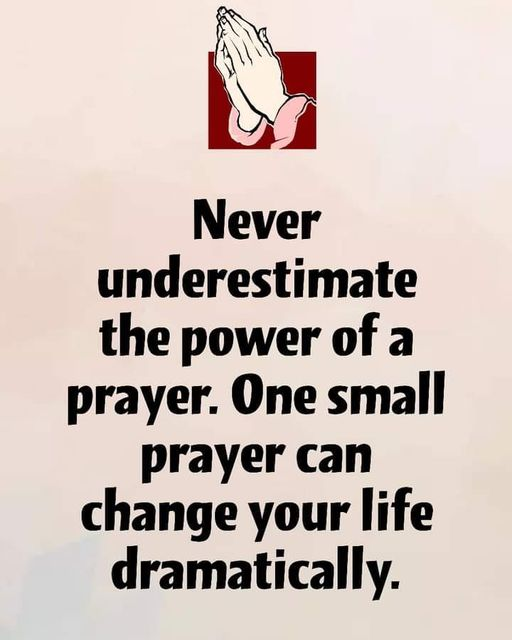 Never
underestimate
the power of a
prayer. One small
prayer can
change your life
dramatically.